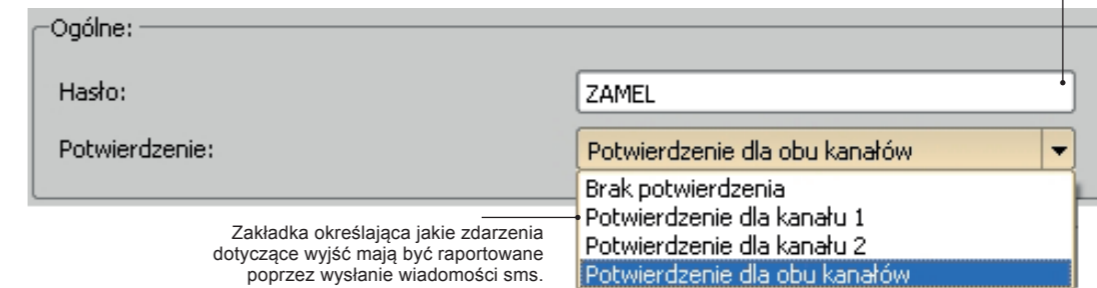 Ogólne:
Hasło:
ZAMEL
Potwierdzenie:
Potwierdzenie dla obu kanałów
Brak potwierdzenia
Potwierdzenie dla kanału 1
Potwierdzenie dla kanału 2
Potwierdzenie dla obu kanałów
Zakładka określająca jakie zdarzenia
dotyczące wyjść mają być raportowane
poprzez wysłanie wiadomości sms.